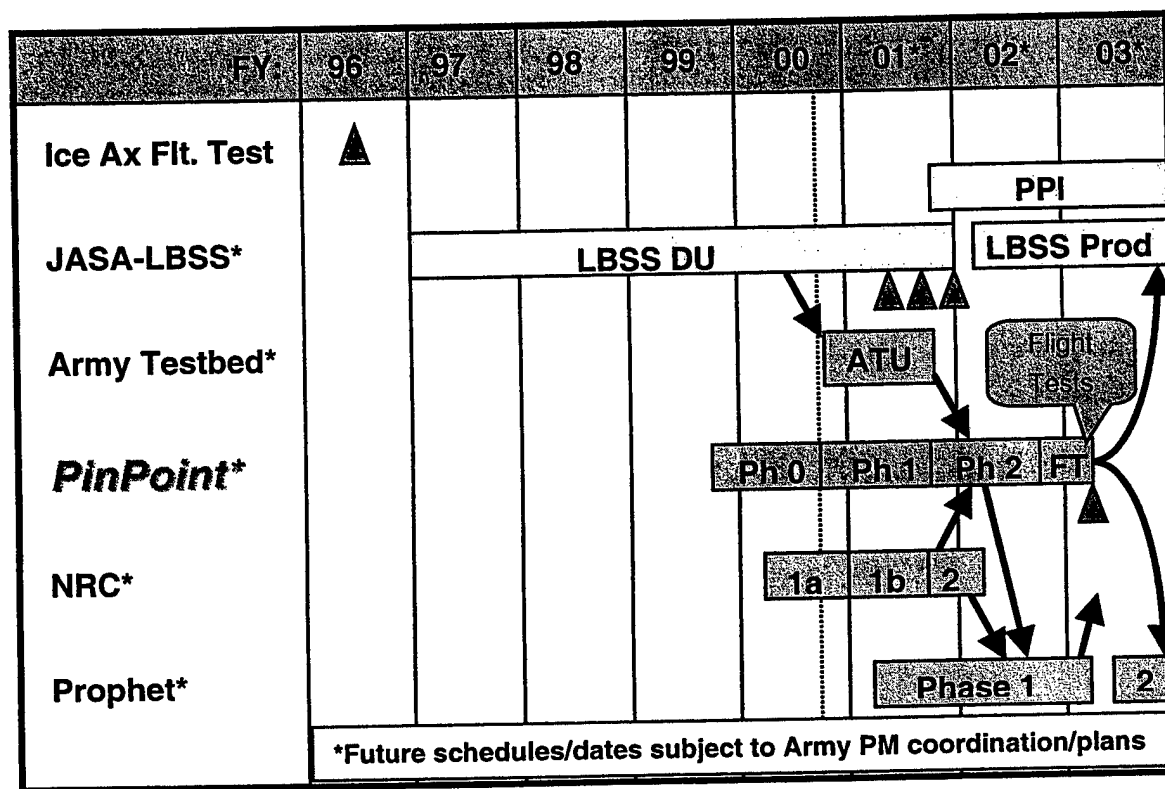 FY: 96 97 98 99 00 01* 02* 03*
Ice Ax Flt. Test
PPI
JASA-LBSS* LBSS DU LBSS Prod
Army Testbed* ATU Flight
Tests
PinPoint* Ph 0 Ph 1 Ph 2 FT
NRC* 1a 1b 2
Prophet* Phase 1 2
*Future schedules/dates subject to Army PM coordination/plans